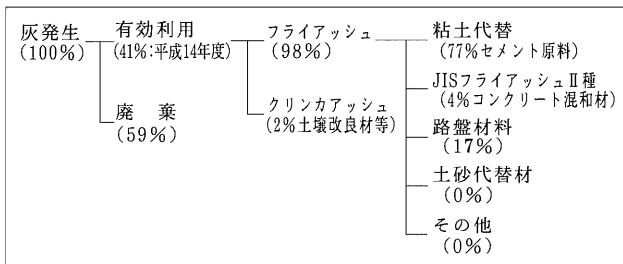 灰発生
(100%)
有効利用
(41%:平成14年度)
フライアッシュ
(98%)
粘土代替
(77%セメント原料)
JISフライアッシュⅡ種
(4%コンクリート混和材)
廃棄
(59%)
クリンカアッシュ
(2%土壌改良材等)
路盤材料
(17%)
土砂代替材
(0%)
その他
(0%)